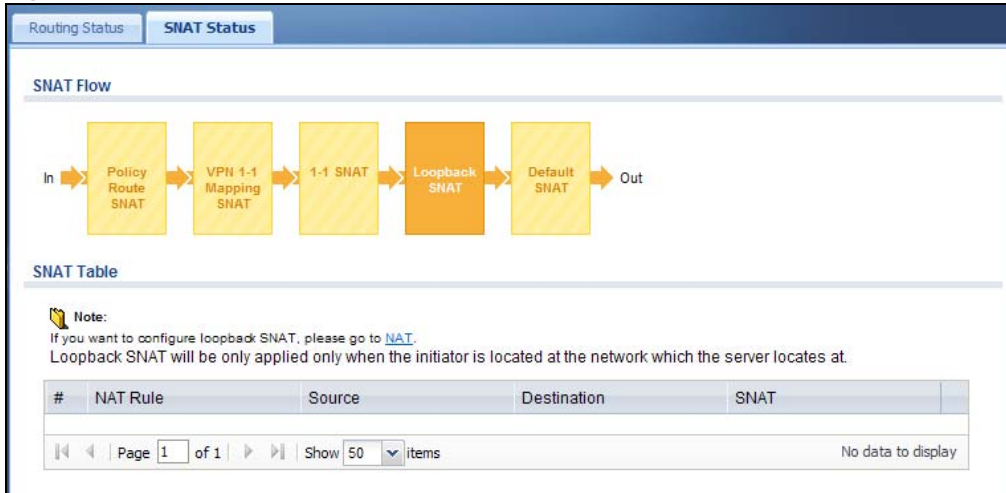 Routing Status SNAT Status
SNAT Flow
In Policy Route SNAT VPN 1-1 Mapping SNAT 1-1 SNAT Loopback SNAT Default SNAT Out
SNAT Table
Note:
If you want to configure loopback SNAT, please go to NAT.
Loopback SNAT will be only applied only when the initiator is located at the network which the server locates at.
# NAT Rule Source Destination SNAT
Page 1 of 1 Show 50 items No data to display